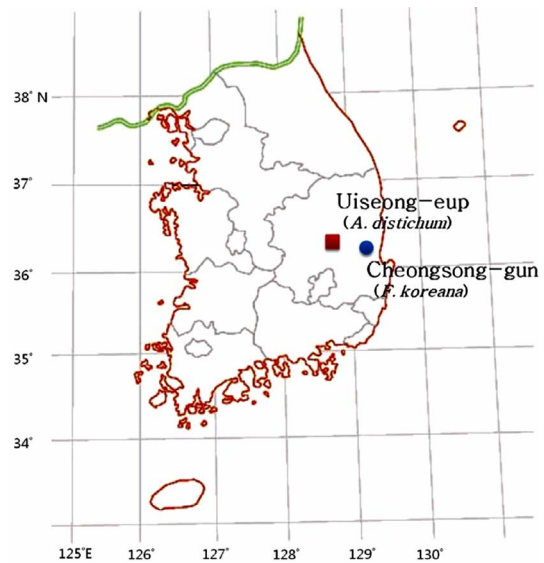 38° N
37°
Uiseong-eup
(A. distichum)
36°
Cheongsong-gun
(F. koreana)
35°
34°
125°E 126° 127° 128° 129° 130°